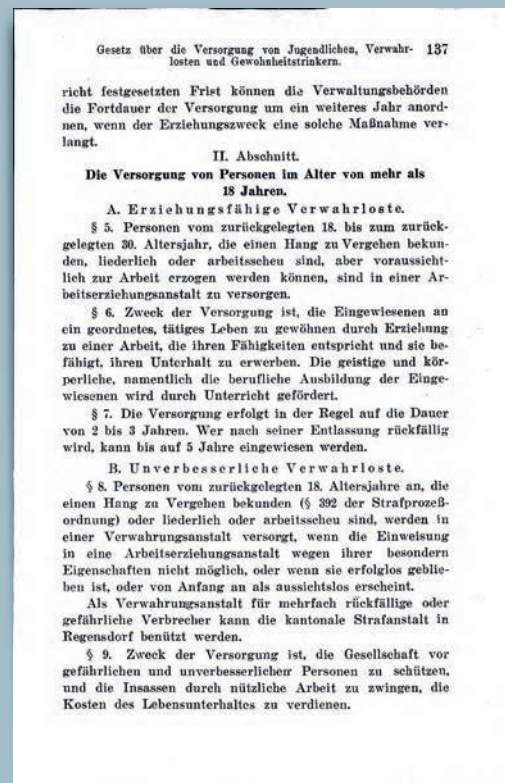 Gesetz über die Versorgung von Jugendlichen, Verwahr- 137
losten und Gewohnheitstrinkern.
richt festgesetzten Frist können die Verwaltungsbehörden
die Fortdauer der Versorgung um ein weiteres Jahr anord-
nen, wenn der Erziehungszweck eine solche Maßnahme ver-
langt.
II. Abschnitt.
Die Versorgung von Personen im Alter von mehr als
18 Jahren.
A. Erziehungsfähige Verwahrloste.
§ 5. Personen vom zurückgelegten 18. bis zum zurück-
gelegten 30. Altersjahr, die einen Hang zu Vergehen bekun-
den, liederlich oder arbeitsscheu sind, aber voraussicht-
lich zur Arbeit erzogen werden können, sind in einer Ar-
beitserziehungsanstalt zu versorgen.
§ 6. Zweck der Versorgung ist, die Eingewiesenen an
ein geordnetes, tätiges Leben zu gewöhnen durch Erziehung
zu einer Arbeit, die ihren Fähigkeiten entspricht und sie be-
fähigt, ihren Unterhalt zu erwerben. Die geistige und kör-
perliche, namentlich die berufliche Ausbildung der Einge-
wiesenen wird durch Unterricht gefördert.
§ 7. Die Versorgung erfolgt in der Regel auf die Dauer
von 2 bis 3 Jahren. Wer nach seiner Entlassung rückfällig
wird, kann bis auf 5 Jahre eingewiesen werden.
B. Unverbesserliche Verwahrloste.
§ 8. Personen vom zurückgelegten 18. Altersjahre an, die
einen Hang zu Vergehen bekunden (§ 392 der Strafprozeß-
ordnung) oder liederlich oder arbeitsscheu sind, werden in
einer Verwahrungsanstalt versorgt, wenn die Einweisung
in eine Arbeitserziehungsanstalt wegen ihrer besondern
Eigenschaften nicht möglich, oder wenn sie erfolglos geblie-
ben ist, oder von Anfang an als aussichtslos erscheint.
Als Verwahrungsanstalt für mehrfach rückfällige oder
gefährliche Verbrecher kann die kantonale Strafanstalt in
Regensdorf benützt werden.
§ 9. Zweck der Versorgung ist, die Gesellschaft vor
gefährlichen und unverbesserlichen Personen zu schützen,
und die Insassen durch nützliche Arbeit zu zwingen, die
Kosten des Lebensunterhaltes zu verdienen.